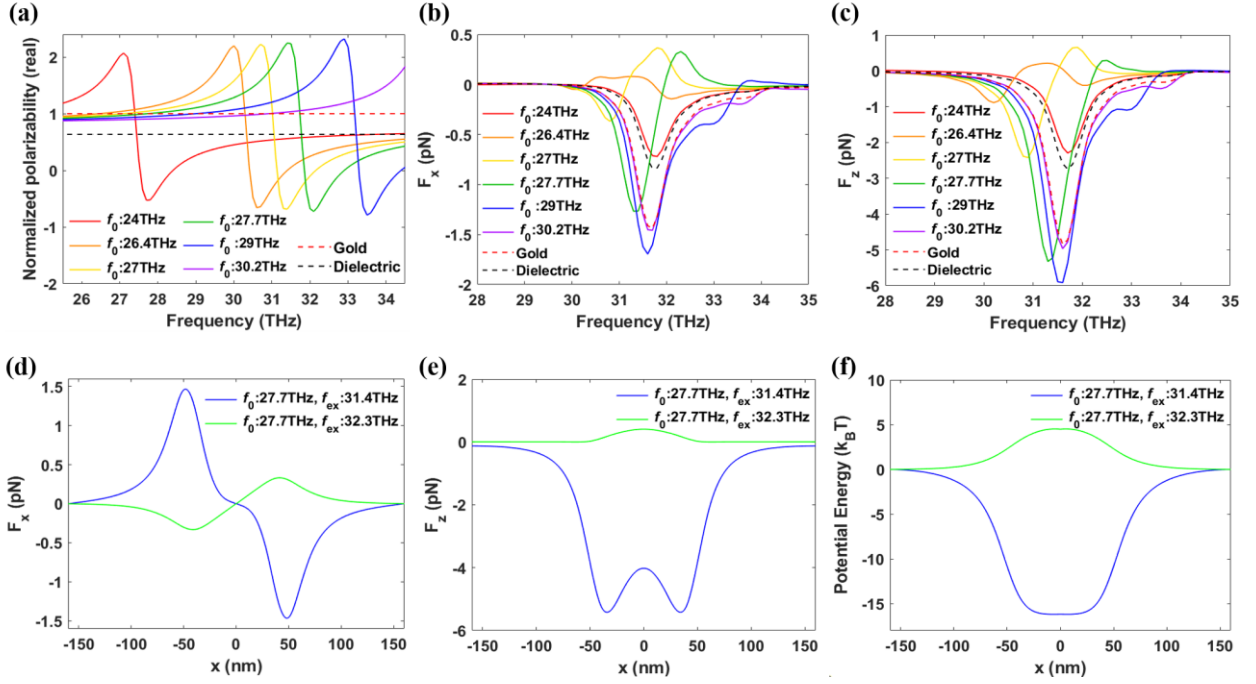 (a)
Normalized polarizability (real)
2
1
0
-1
-2
26 27 28 29 30 31 32 33 34
Frequency (THz)
f0:24THz
f0:26.4THz
f0:27THz
f0:27.7THz
f0:29THz
f0:30.2THz
Gold
Dielectric
(b)
Fx (pN)
0.5
0
-0.5
-1
-1.5
-2
28 29 30 31 32 33 34 35
Frequency (THz)
f0:24THz
f0:26.4THz
f0:27THz
f0:27.7THz
f0:29THz
f0:30.2THz
Gold
Dielectric
(c)
Fz (pN)
1
0
-1
-2
-3
-4
-5
-6
28 29 30 31 32 33 34 35
Frequency (THz)
f0:24THz
f0:26.4THz
f0:27THz
f0:27.7THz
f0:29THz
f0:30.2THz
Gold
Dielectric
(d)
Fx (pN)
1.5
1
0.5
0
-0.5
-1
-1.5
-150 -100 -50 0 50 100 150
x (nm)
f0:27.7THz, fex:31.4THz
f0:27.7THz, fex:32.3THz
(e)
Fz (pN)
2
0
-2
-4
-6
-150 -100 -50 0 50 100 150
x (nm)
f0:27.7THz, fex:31.4THz
f0:27.7THz, fex:32.3THz
(f)
Potential Energy (kBT)
10
5
0
-5
-10
-15
-150 -100 -50 0 50 100 150
x (nm)
f0:27.7THz, fex:31.4THz
f0:27.7THz, fex:32.3THz